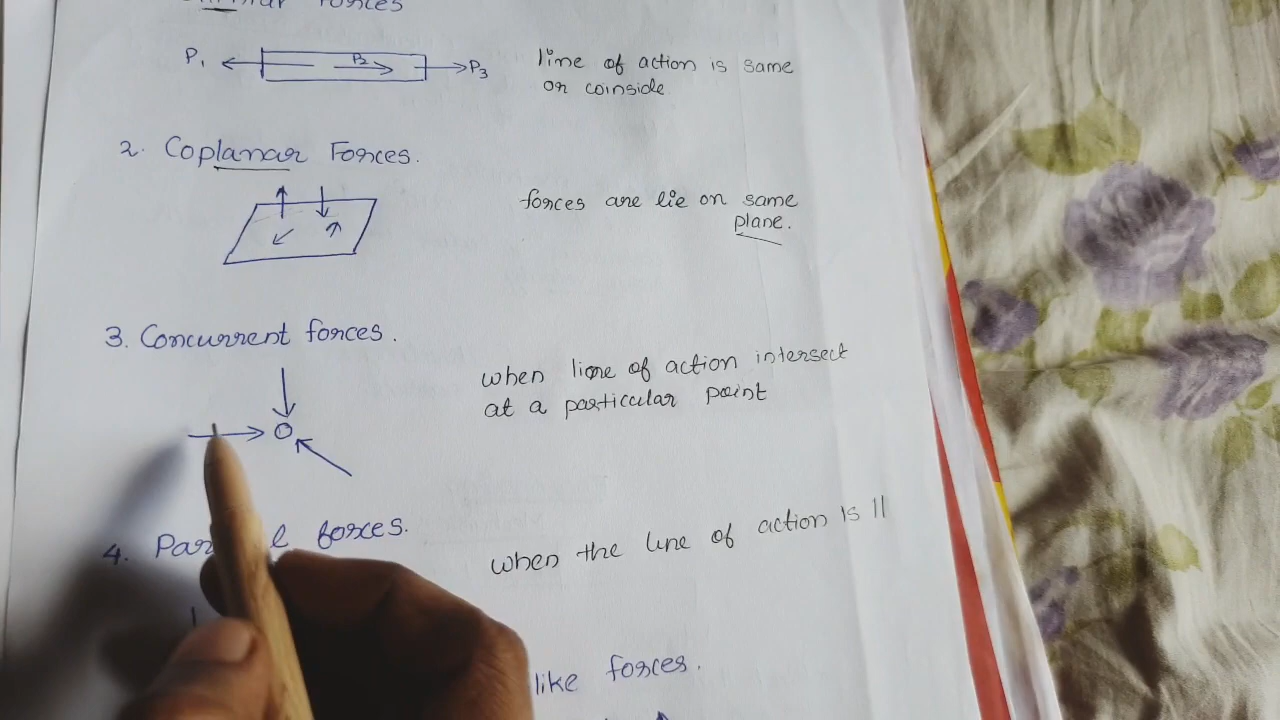 Forces
P₁ P₂ P₃ line of action is same
or coinside
2. Coplanar Forces.
forces are lie on same
plane.
3. Concurrent forces.
when line of action intersect
at a particular point
4. forces.
when the line of action is ||
like forces.